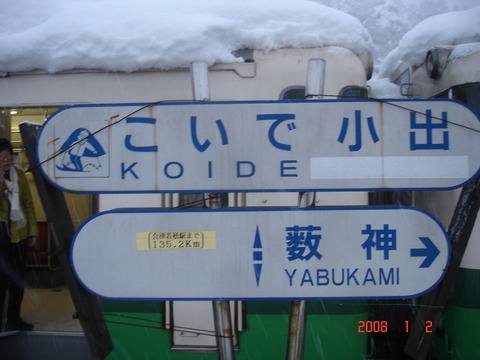 こいで 小出
KOIDE
会津若松駅まで
135.2Km
薮神
YABUKAMI
2008 1 2